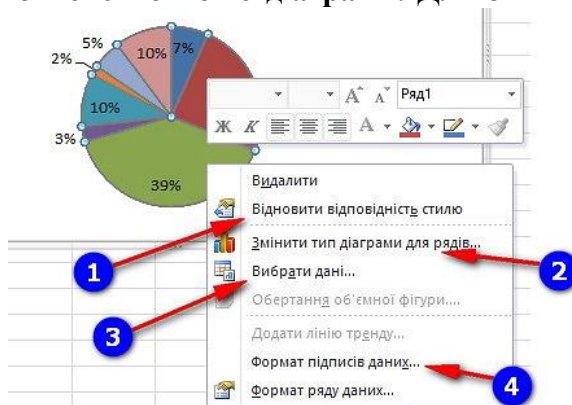 5%
10%
7%
2%
10%
3%
39%
Ряд1
Ж К A
Видалити
Відновити відповідність стилю
Змінити тип діаграми для рядів...
Вибрати дані...
Обертання об'ємної фігури....
Додати лінію тренду...
Формат підписів даних...
Формат ряду даних...
1
2
3
4